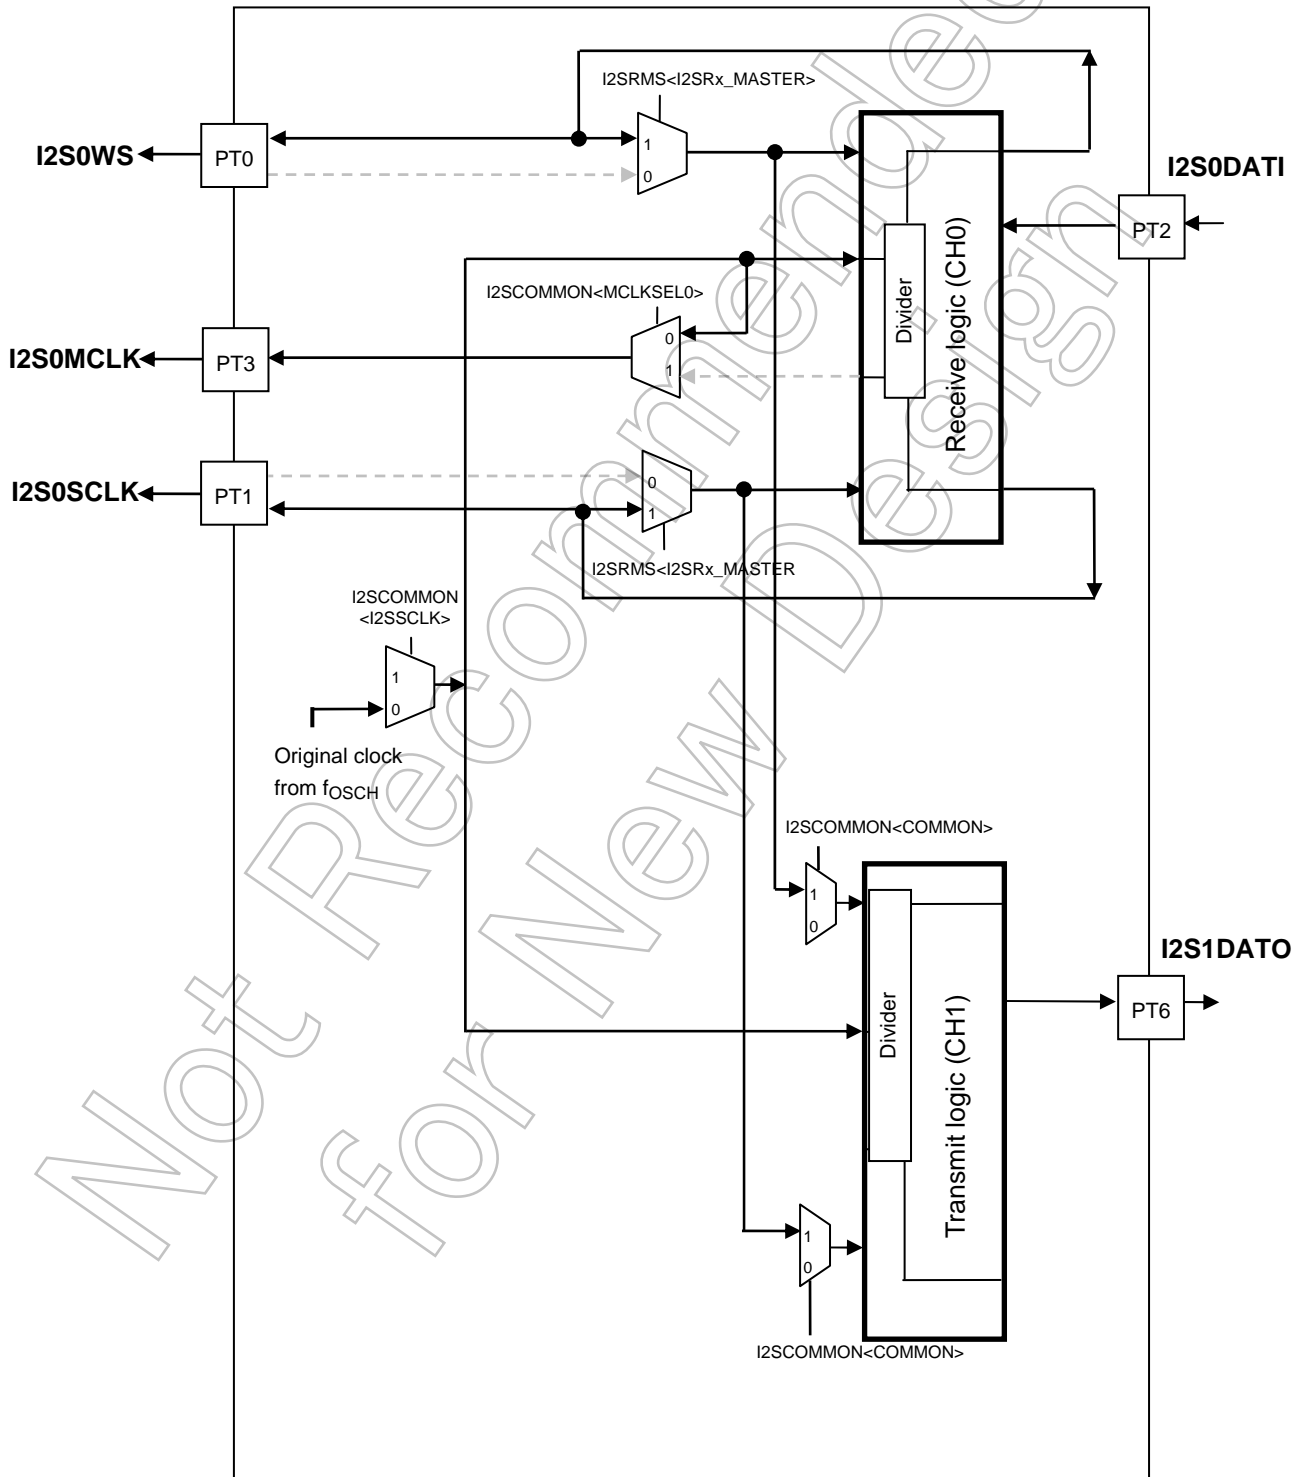 I2SRMS<I2SRx_MASTER>
I2S0WS
PT0
1
0
I2S0DATI
PT2
I2SCOMMON<MCLKSEL0>
0
1
I2S0MCLK
PT3
Divider
Receive logic (CH0)
I2S0SCLK
PT1
0
1
I2SRMS<I2SRx_MASTER
I2SCOMMON
<I2SSCLK>
1
0
Original clock
from fOSCH
I2SCOMMON<COMMON>
1
0
Divider
Transmit logic (CH1)
I2S1DATO
PT6
1
0
I2SCOMMON<COMMON>
Not Recommended
for New Design